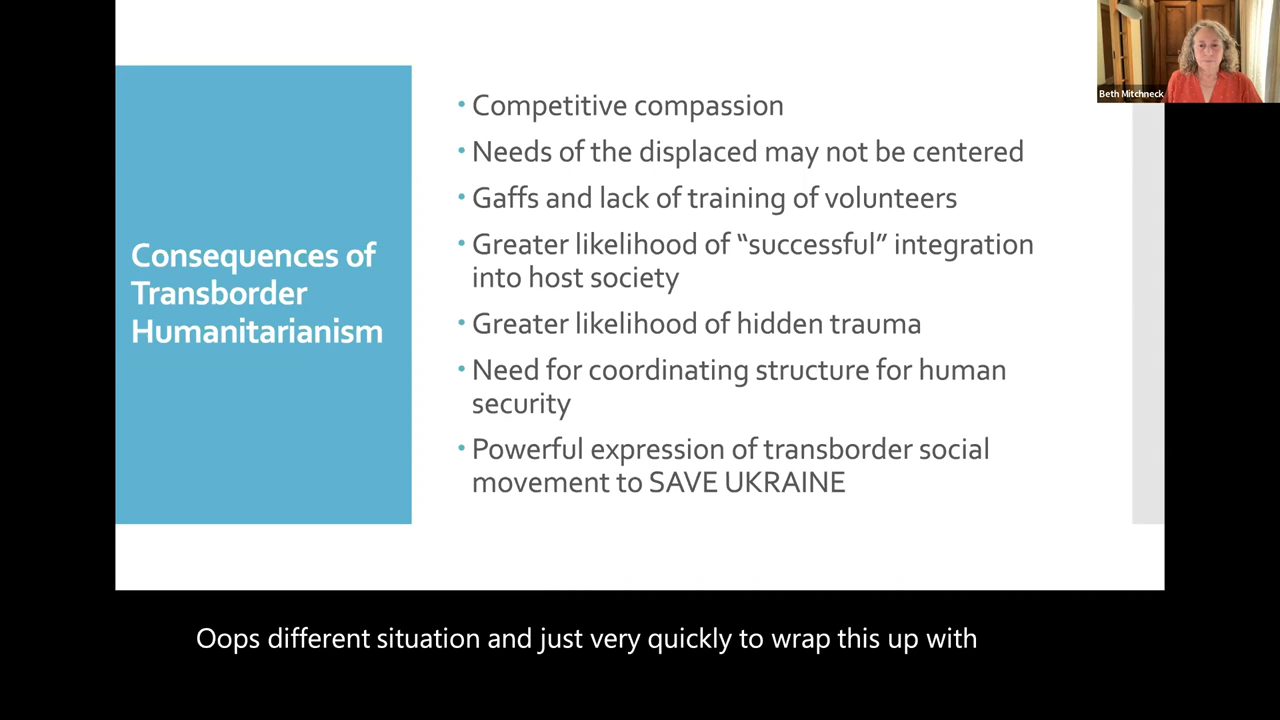 Beth Mitchneck
Consequences of
Transborder
Humanitarianism
• Competitive compassion
• Needs of the displaced may not be centered
• Gaffs and lack of training of volunteers
• Greater likelihood of “successful” integration
into host society
• Greater likelihood of hidden trauma
• Need for coordinating structure for human
security
• Powerful expression of transborder social
movement to SAVE UKRAINE
Oops different situation and just very quickly to wrap this up with